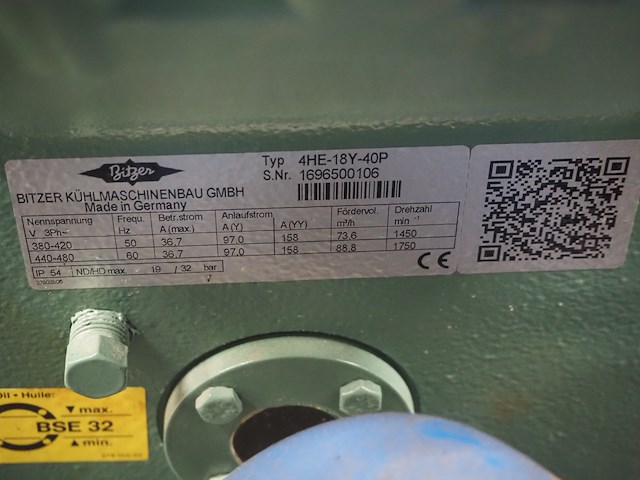 Bitzer
Typ 4HE-18Y-40P
S.Nr. 1696500106
BITZER KÜHLMASCHINENBAU GMBH
Made in Germany
Nennspannung Frequ. Betr.strom Anlaufstrom Fördervol. Drehzahl
V 3Ph~ Hz A (max.) A (Y) A (YY) m³/h min ⁻¹
380-420 50 36,7 97.0 158 73,6 1450
440-480 60 36.7 97.0 158 88.8 1750
IP 54 ND/HD max. 19 / 32 bar
CE
Oil • Huile:
▼ max.
BSE 32
▲ min.